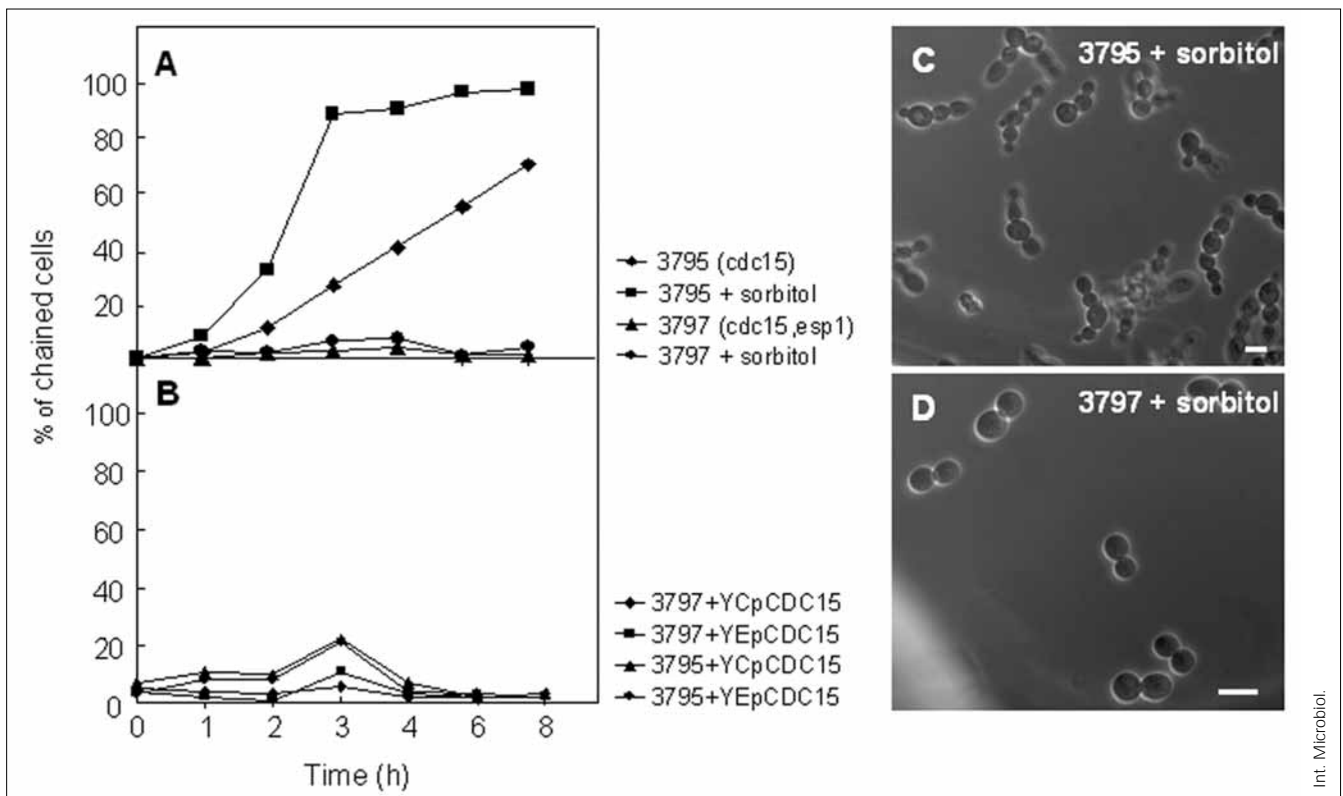 A
100
80
60
40
20
3795 (cdc15)
3795 + sorbitol
3797 (cdc15,esp1)
3797 + sorbitol
B
100
80
60
40
20
0
0 1 2 3 4 6 8
Time (h)
% of chained cells
3797+YCpCDC15
3797+YEpCDC15
3795+YCpCDC15
3795+YEpCDC15
C 3795 + sorbitol
D 3797 + sorbitol
Int. Microbiol.